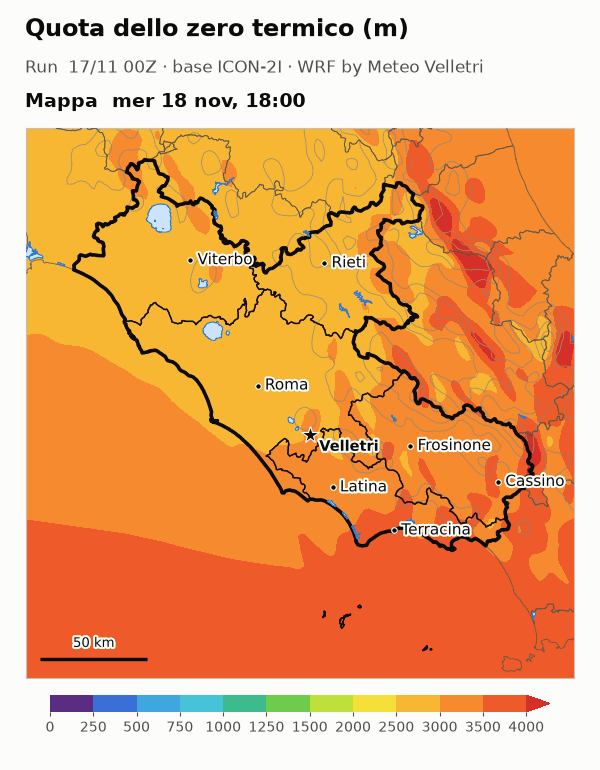 Quota dello zero termico (m)
Run 17/11 00Z · base ICON-2I · WRF by Meteo Velletri
Mappa mer 18 nov, 18:00
Viterbo
Rieti
Roma
Velletri
Frosinone
Latina
Cassino
Terracina
50 km
0 250 500 750 1000 1250 1500 2000 2500 3000 3500 4000